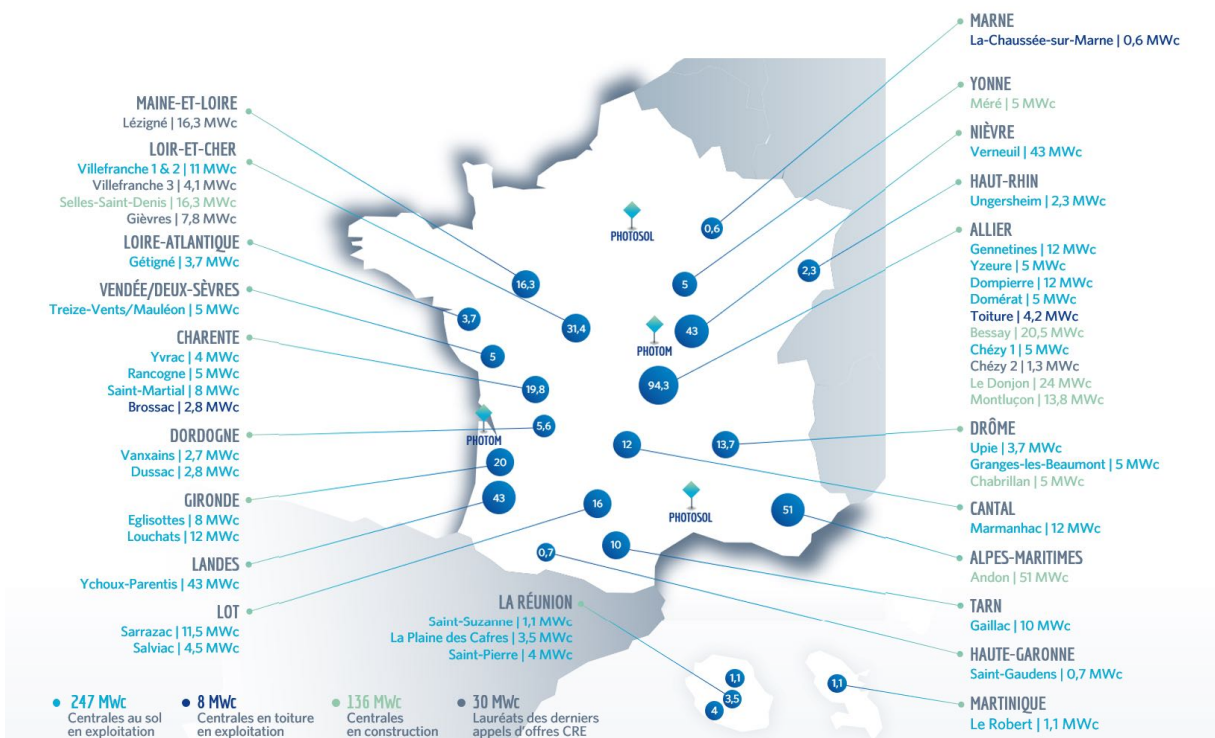 MAINE-ET-LOIRE
Lézigné | 16,3 MWc
LOIR-ET-CHER
Villefranche 1 & 2 | 11 MWc
Villefranche 3 | 4,1 MWc
Selles-Saint-Denis | 16,3 MWc
Gièvres | 7,8 MWc
LOIRE-ATLANTIQUE
Gétigné | 3,7 MWc
VENDÉE/DEUX-SÈVRES
Treize-Vents/Mauléon | 5 MWc
CHARENTE
Yvrac | 4 MWc
Rancogne | 5 MWc
Saint-Martial | 8 MWc
Brossac | 2,8 MWc
DORDOGNE
Vanxains | 2,7 MWc
Dussac | 2,8 MWc
GIRONDE
Eglisottes | 8 MWc
Louchats | 12 MWc
LANDES
Ychoux-Parentis | 43 MWc
LOT
Sarrazac | 11,5 MWc
Salviac | 4,5 MWc
LA RÉUNION
Saint-Suzanne | 1,1 MWc
La Plaine des Cafres | 3,5 MWc
Saint-Pierre | 4 MWc
PHOTOSOL
0,6
2,3
16,3
5
3,7
31,4
PHOTOM
43
5
94,3
19,8
PHOTOM
5,6
12
13,7
20
43
16
PHOTOSOL
51
10
0,7
1,1
3,5
4
1,1
MARNE
La-Chaussée-sur-Marne | 0,6 MWc
YONNE
Méré | 5 MWc
NIÈVRE
Verneuil | 43 MWc
HAUT-RHIN
Ungersheim | 2,3 MWc
ALLIER
Gennetines | 12 MWc
Yzeure | 5 MWc
Dompierre | 12 MWc
Domérat | 5 MWc
Toiture | 4,2 MWc
Bessay | 20,5 MWc
Chézy 1 | 5 MWc
Chézy 2 | 1,3 MWc
Le Donjon | 24 MWc
Montluçon | 13,8 MWc
DRÔME
Upie | 3,7 MWc
Granges-les-Beaumont | 5 MWc
Chabrillan | 5 MWc
CANTAL
Marmanhac | 12 MWc
ALPES-MARITIMES
Andon | 51 MWc
TARN
Gaillac | 10 MWc
HAUTE-GARONNE
Saint-Gaudens | 0,7 MWc
MARTINIQUE
Le Robert | 1,1 MWc
247 MWc
Centrales au sol
en exploitation
8 MWc
Centrales en toiture
en exploitation
136 MWc
Centrales
en construction
30 MWc
Lauréats des derniers
appels d'offres CRE